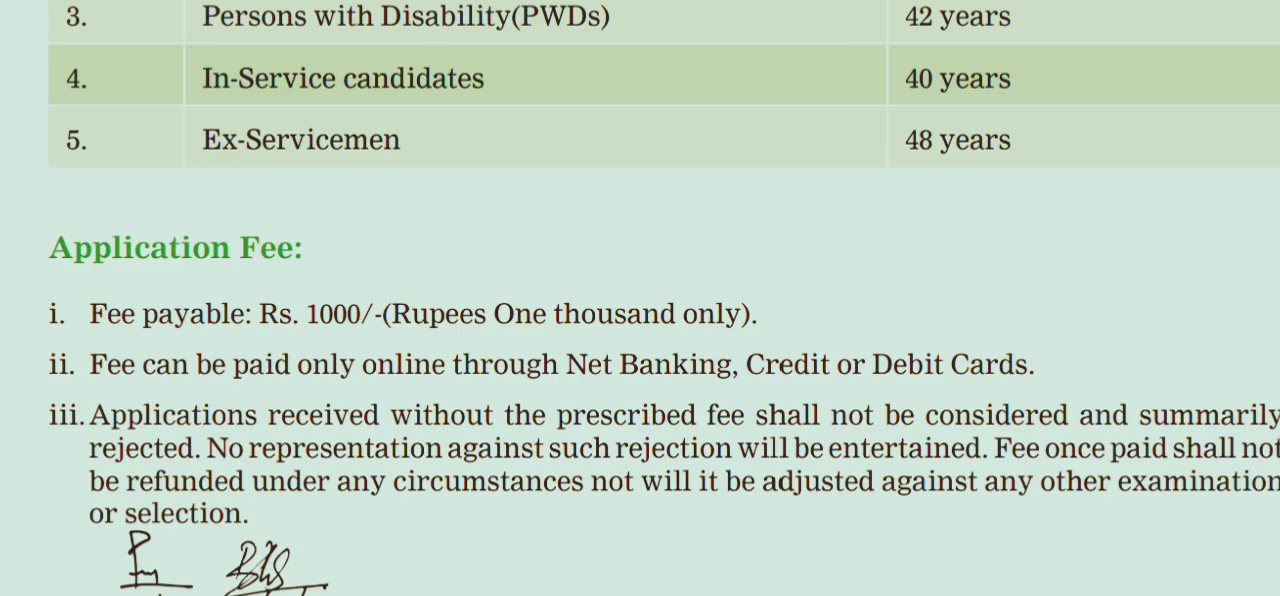 3. Persons with Disability(PWDs) 42 years
4. In-Service candidates 40 years
5. Ex-Servicemen 48 years
Application Fee:
i. Fee payable: Rs. 1000/-(Rupees One thousand only).
ii. Fee can be paid only online through Net Banking, Credit or Debit Cards.
iii. Applications received without the prescribed fee shall not be considered and summarily
rejected. No representation against such rejection will be entertained. Fee once paid shall not
be refunded under any circumstances not will it be adjusted against any other examination
or selection.